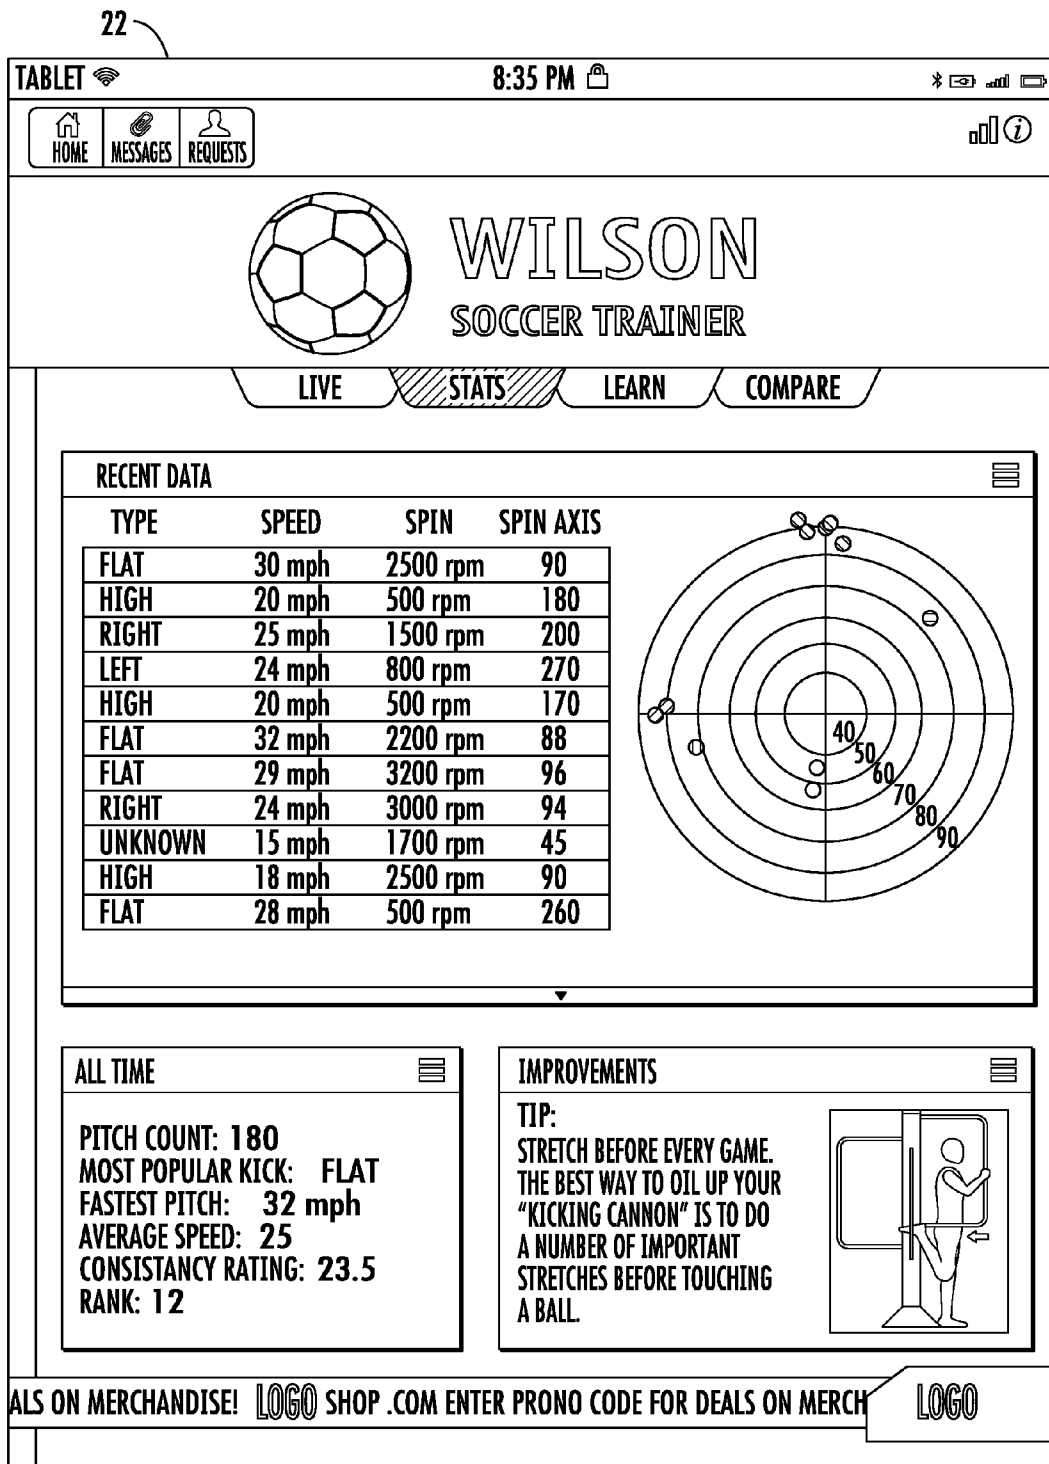 22
TABLET 8:35 PM
HOME MESSAGES REQUESTS
WILSON
SOCCER TRAINER
LIVE STATS LEARN COMPARE
RECENT DATA
TYPE SPEED SPIN SPIN AXIS
FLAT 30 mph 2500 rpm 90
HIGH 20 mph 500 rpm 180
RIGHT 25 mph 1500 rpm 200
LEFT 24 mph 800 rpm 270
HIGH 20 mph 500 rpm 170
FLAT 32 mph 2200 rpm 88
FLAT 29 mph 3200 rpm 96
RIGHT 24 mph 3000 rpm 94
UNKNOWN 15 mph 1700 rpm 45
HIGH 18 mph 2500 rpm 90
FLAT 28 mph 500 rpm 260
40
50
60
70
80
90
ALL TIME
PITCH COUNT: 180
MOST POPULAR KICK: FLAT
FASTEST PITCH: 32 mph
AVERAGE SPEED: 25
CONSISTANCY RATING: 23.5
RANK: 12
IMPROVEMENTS
TIP:
STRETCH BEFORE EVERY GAME.
THE BEST WAY TO OIL UP YOUR
"KICKING CANNON" IS TO DO
A NUMBER OF IMPORTANT
STRETCHES BEFORE TOUCHING
A BALL.
ALS ON MERCHANDISE! LOGO SHOP .COM ENTER PRONO CODE FOR DEALS ON MERCH LOGO